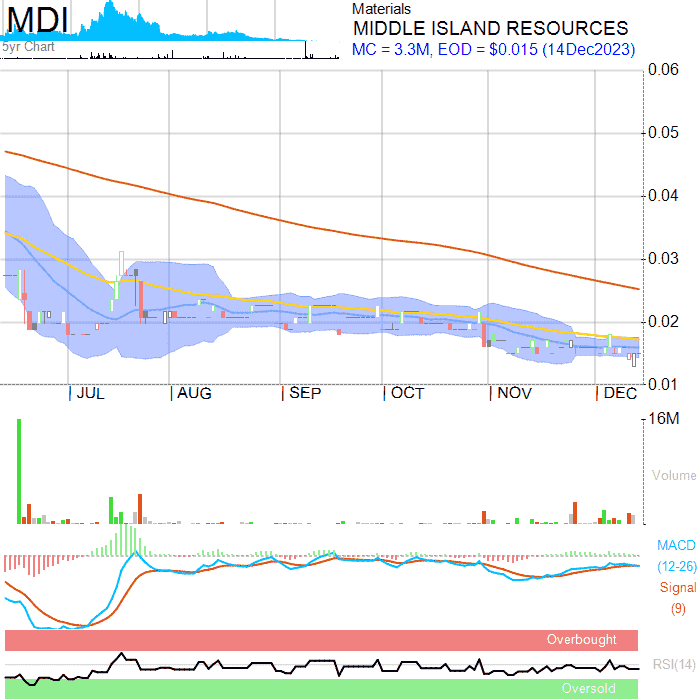 MDI
5yr Chart
Materials
MIDDLE ISLAND RESOURCES
MC = 3.3M, EOD = $0.015 (14Dec2023)
0.06
0.05
0.04
0.03
0.02
0.01
JUL AUG SEP OCT NOV DEC
16M
Volume
MACD
(12-26)
Signal
(9)
Overbought
RSI(14)
Oversold